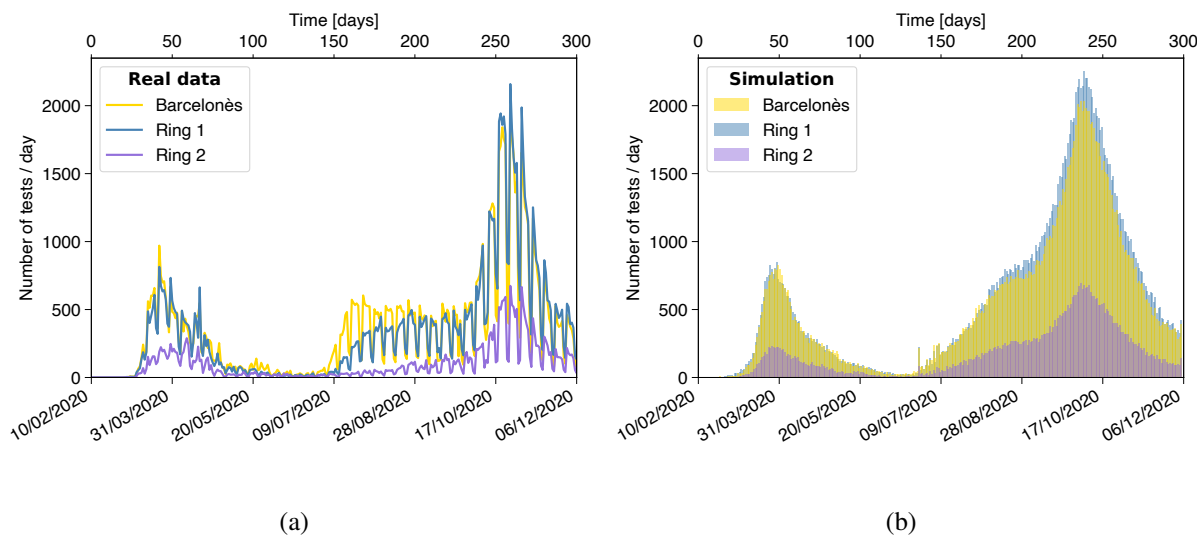 Time [days]
0 50 100 150 200 250 300
Real data
Barcelonès
Ring 1
Ring 2
Number of tests / day
2000
1500
1000
500
0
10/02/2020 31/03/2020 20/05/2020 09/07/2020 28/08/2020 17/10/2020 06/12/2020
(a)
Time [days]
0 50 100 150 200 250 300
Simulation
Barcelonès
Ring 1
Ring 2
Number of tests / day
2000
1500
1000
500
0
10/02/2020 31/03/2020 20/05/2020 09/07/2020 28/08/2020 17/10/2020 06/12/2020
(b)